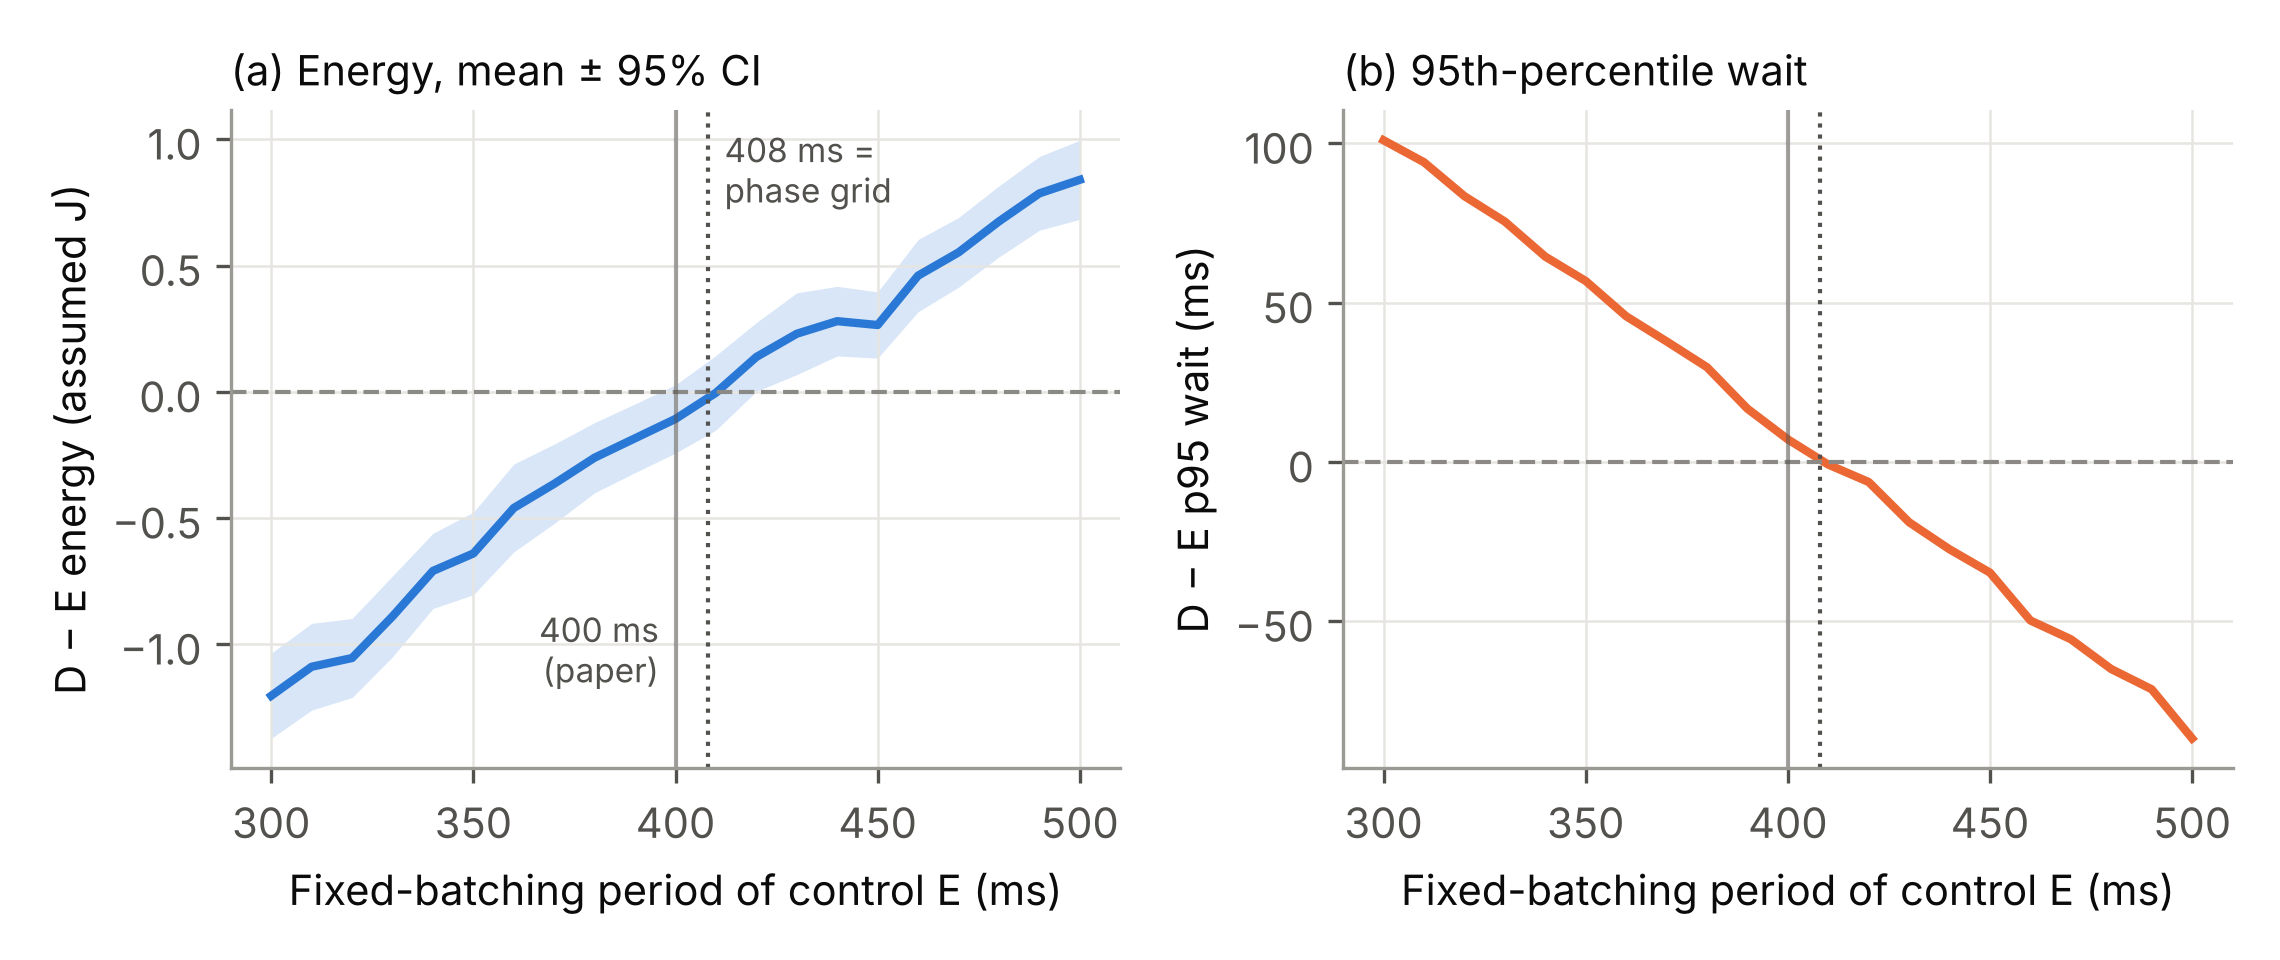 (a) Energy, mean ± 95% CI
D − E energy (assumed J)
1.0
0.5
0.0
−0.5
−1.0
408 ms =
phase grid
400 ms
(paper)
300 350 400 450 500
Fixed-batching period of control E (ms)
(b) 95th-percentile wait
D − E p95 wait (ms)
100
50
0
−50
300 350 400 450 500
Fixed-batching period of control E (ms)